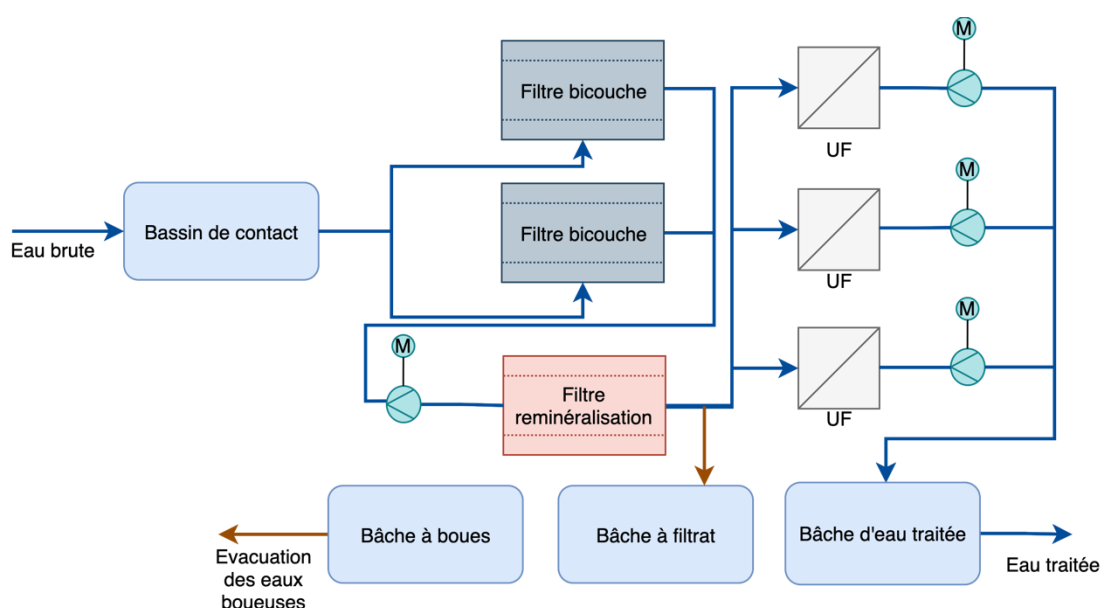 M
Filtre bicouche
UF
M
Eau brute
Bassin de contact
Filtre bicouche
UF
M
M
Filtre
reminéralisation
UF
Bâche à boues
Bâche à filtrat
Bâche d'eau traitée
Evacuation
des eaux
boueuses
Eau traitée